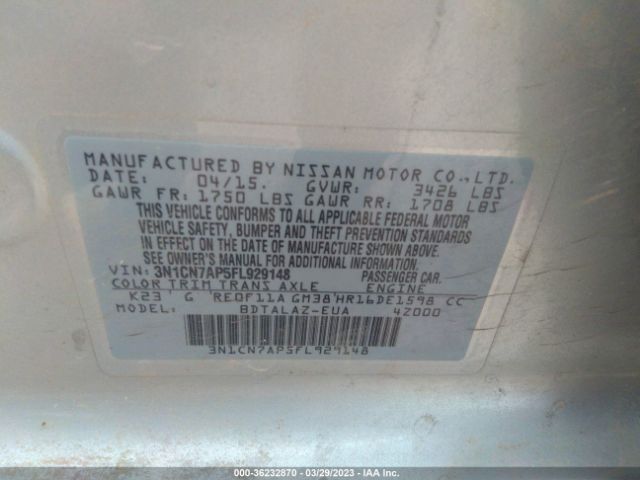 MANUFACTURED BY NISSAN MOTOR CO.,LTD.
DATE: 04/15. GVWR: 3426 LBS
GAWR FR: 1750 LBS GAWR RR: 1708 LBS
THIS VEHICLE CONFORMS TO ALL APPLICABLE FEDERAL MOTOR
VEHICLE SAFETY, BUMPER, AND THEFT PREVENTION STANDARDS
IN EFFECT ON THE DATE OF MANUFACTURE SHOWN ABOVE.
SEE OWNER'S MANUAL FOR ADDITIONAL INFORMATION.
VIN: 3N1CN7AP5FL929148 PASSENGER CAR.
COLOR TRIM TRANS AXLE ENGINE
K23 G RE0F11A GM38 HR16DE1598 CC
MODEL: BDTALAZ-EUA 4Z000
3N1CN7AP5FL929148
000-36232870 - 03/29/2023 - IAA Inc.